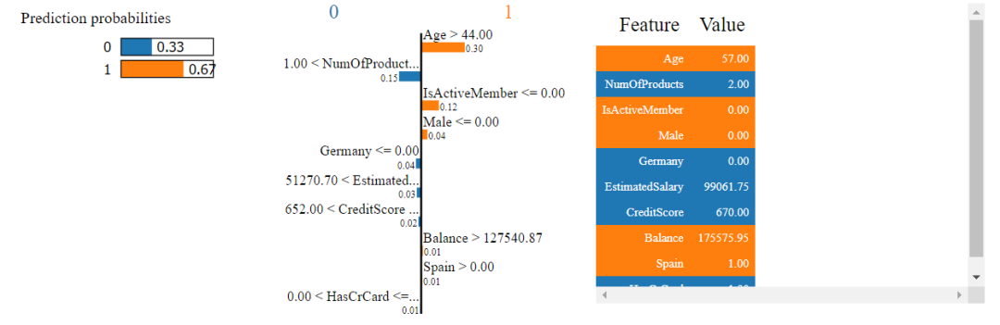 Prediction probabilities
0 0.33
1 0.67
0 1
Age > 44.00
0.30
1.00 < NumOfProduct...
0.15
IsActiveMember <= 0.00
0.12
Male <= 0.00
0.04
Germany <= 0.00
0.04
51270.70 < Estimated...
0.03
652.00 < CreditScore ...
0.02
Balance > 127540.87
0.01
Spain > 0.00
0.01
0.00 < HasCrCard <=...
0.01
Feature Value
Age 57.00
NumOfProducts 2.00
IsActiveMember 0.00
Male 0.00
Germany 0.00
EstimatedSalary 99061.75
CreditScore 670.00
Balance 175575.95
Spain 1.00